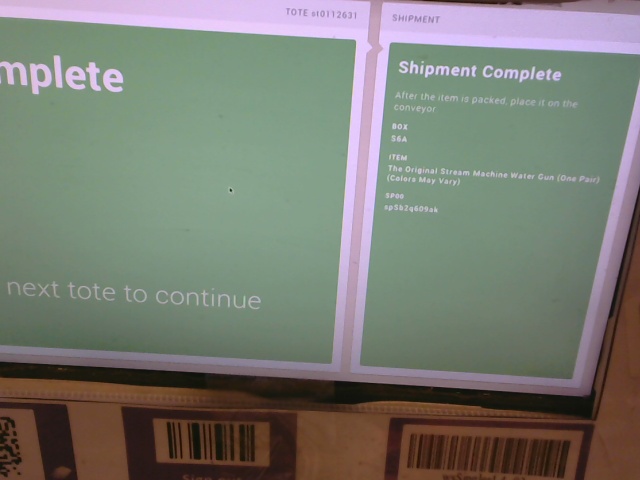 TOTE st0112631
mplete
next tote to continue
SHIPMENT
Shipment Complete
After the item is packed, place it on the
conveyor
BOX
S6A
ITEM
The Original Stream Machine Water Gun (One Pair)
(Colors May Vary)
SP00
sp5b2q609ak